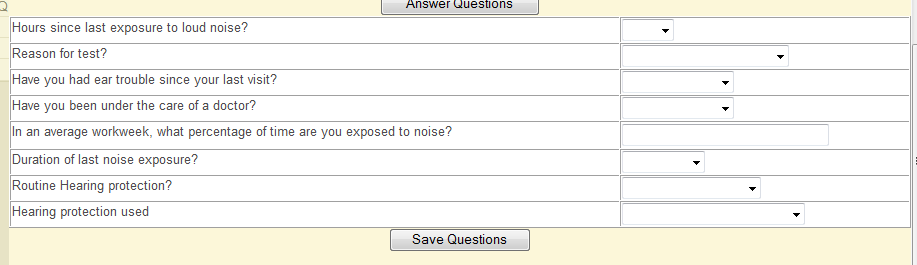 Answer Questions
Hours since last exposure to loud noise?
Reason for test?
Have you had ear trouble since your last visit?
Have you been under the care of a doctor?
In an average workweek, what percentage of time are you exposed to noise?
Duration of last noise exposure?
Routine Hearing protection?
Hearing protection used
Save Questions